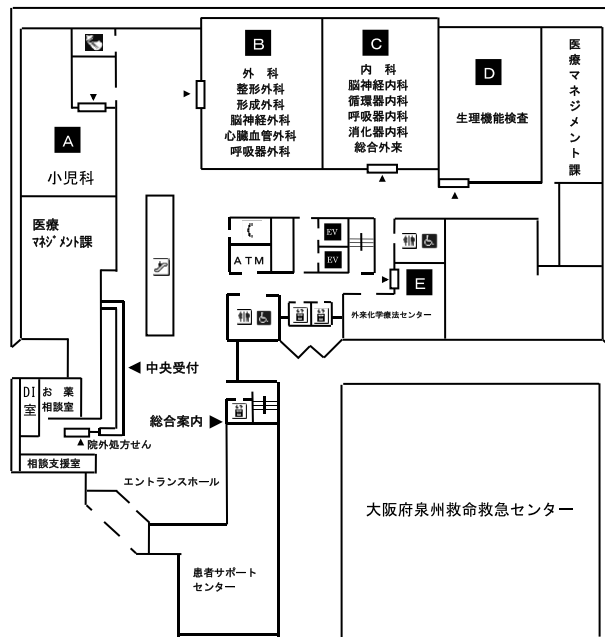 A
小児科
医療
マネジメント課
B
外 科
整形外科
形成外科
脳神経外科
心臓血管外科
呼吸器外科
C
内 科
脳神経内科
循環器内科
呼吸器内科
消化器内科
総合外来
D
生理機能検査
医療マネジメント課
ATM
EV
EV
E
外来化学療法センター
中央受付
DI室
お薬
相談室
院外処方せん
相談支援室
総合案内
エントランスホール
患者サポート
センター
大阪府泉州救命救急センター